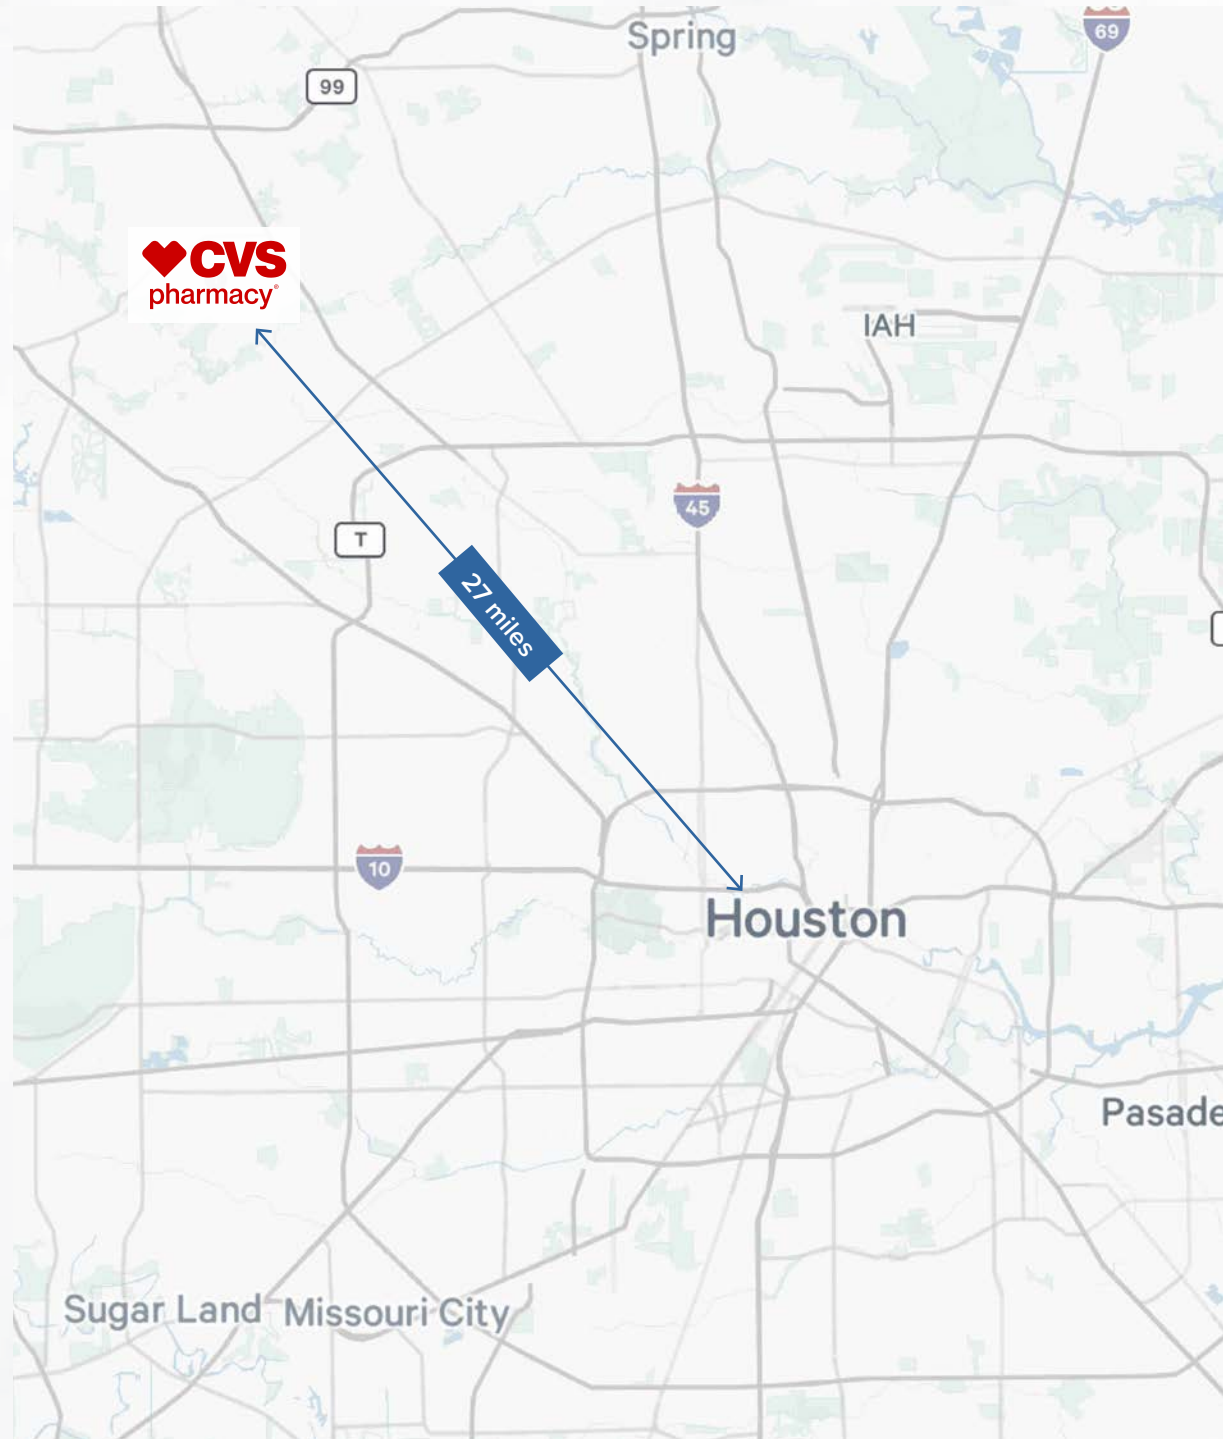 Spring
69
99
CVS
pharmacy®
IAH
45
T
27 miles
10
Houston
Pasade
Sugar Land
Missouri City